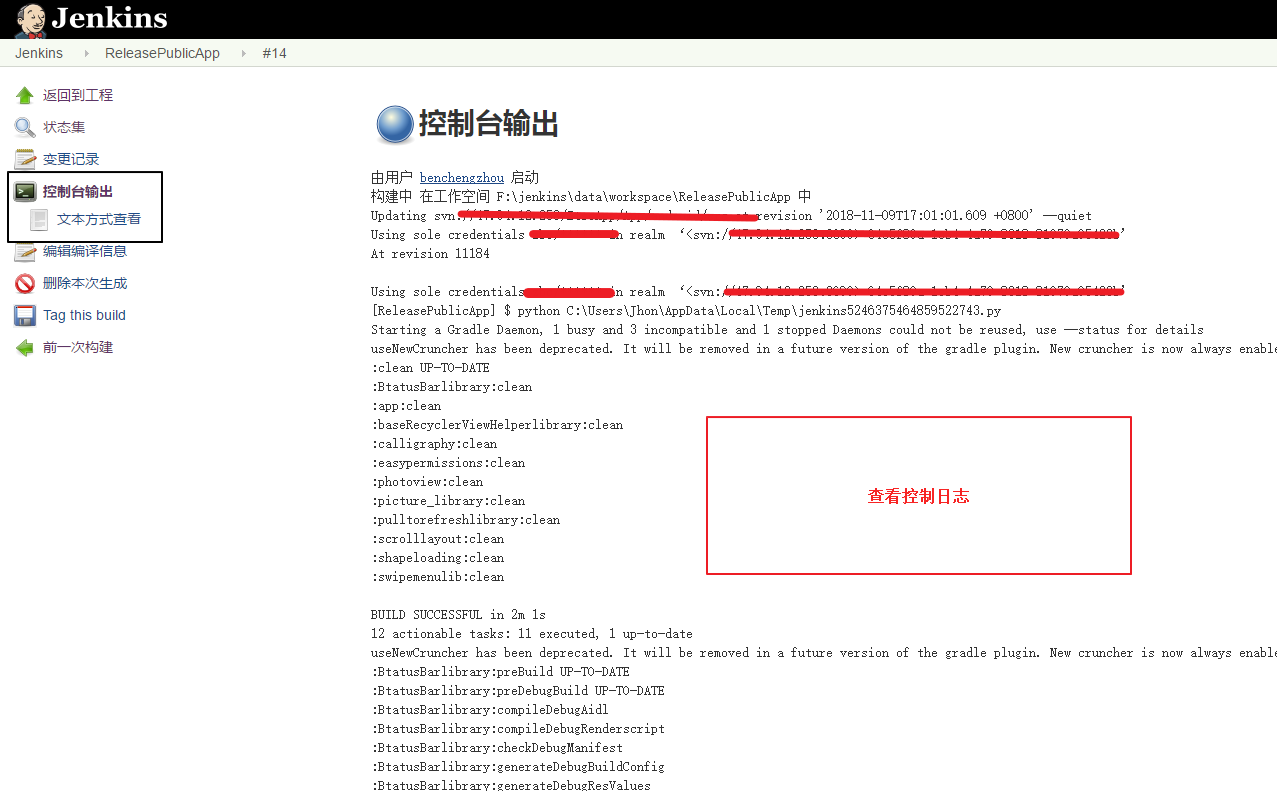 Jenkins
Jenkins ReleasePublicApp #14
返回到工程
状态集
变更记录
控制台输出
文本方式查看
编辑编译信息
删除本次生成
Tag this build
前一次构建
控制台输出
由用户 benchengzhou 启动
构建中 在工作空间 F:\jenkins\data\workspace\ReleasePublicApp 中
Updating svn: revision '2018-11-09T17:01:01.609 +0800' --quiet
Using sole credentials in realm ‘<svn:/ ’
At revision 11184
Using sole credentials in realm ‘<svn:/ ’
[ReleasePublicApp] $ python C:\Users\Jhon\AppData\Local\Temp\jenkins5246375464859522743.py
Starting a Gradle Daemon, 1 busy and 3 incompatible and 1 stopped Daemons could not be reused, use --status for details
useNewCruncher has been deprecated. It will be removed in a future version of the gradle plugin. New cruncher is now always enable
:clean UP-TO-DATE
:BtatusBarlibrary:clean
:app:clean
:baseRecyclerViewHelperlibrary:clean
:calligraphy:clean
:easypermissions:clean
:photoview:clean
:picture_library:clean
:pulltorefreshlibrary:clean
:scrolllayout:clean
:shapeloading:clean
:swipemenulib:clean
查看控制日志
BUILD SUCCESSFUL in 2m 1s
12 actionable tasks: 11 executed, 1 up-to-date
useNewCruncher has been deprecated. It will be removed in a future version of the gradle plugin. New cruncher is now always enable
:BtatusBarlibrary:preBuild UP-TO-DATE
:BtatusBarlibrary:preDebugBuild UP-TO-DATE
:BtatusBarlibrary:compileDebugAidl
:BtatusBarlibrary:compileDebugRenderscript
:BtatusBarlibrary:checkDebugManifest
:BtatusBarlibrary:generateDebugBuildConfig
:BtatusBarlibrary:generateDebugResValues